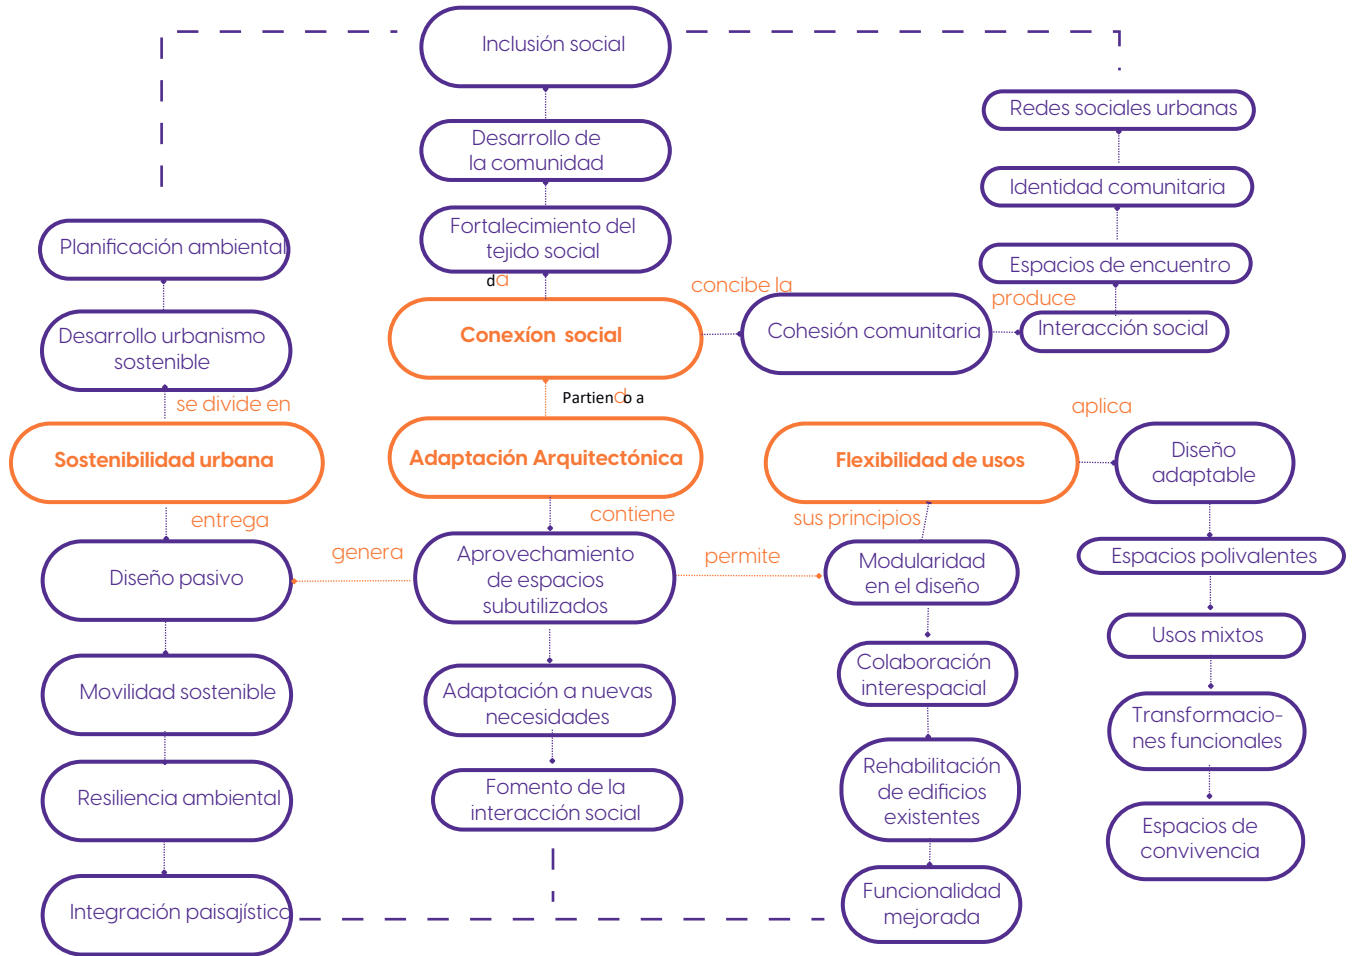 Inclusión social
Redes sociales urbanas
Desarrollo de
la comunidad
Identidad comunitaria
Fortalecimiento del
tejido social
Planificación ambiental
Espacios de encuentro
da
concibe la
produce
Desarrollo urbanismo
sostenible
Conexíon social
Cohesión comunitaria
Interacción social
se divide en
Partiendo a
aplica
Sostenibilidad urbana
Adaptación Arquitectónica
Flexibilidad de usos
Diseño
adaptable
entrega
contiene
sus principios
genera
permite
Diseño pasivo
Aprovechamiento
de espacios
subutilizados
Modularidad
en el diseño
Espacios polivalentes
Usos mixtos
Movilidad sostenible
Adaptación a nuevas
necesidades
Colaboración
interespacial
Transformacio-
nes funcionales
Resiliencia ambiental
Fomento de la
interacción social
Rehabilitación
de edificios
existentes
Espacios de
convivencia
Integración paisajística
Funcionalidad
mejorada